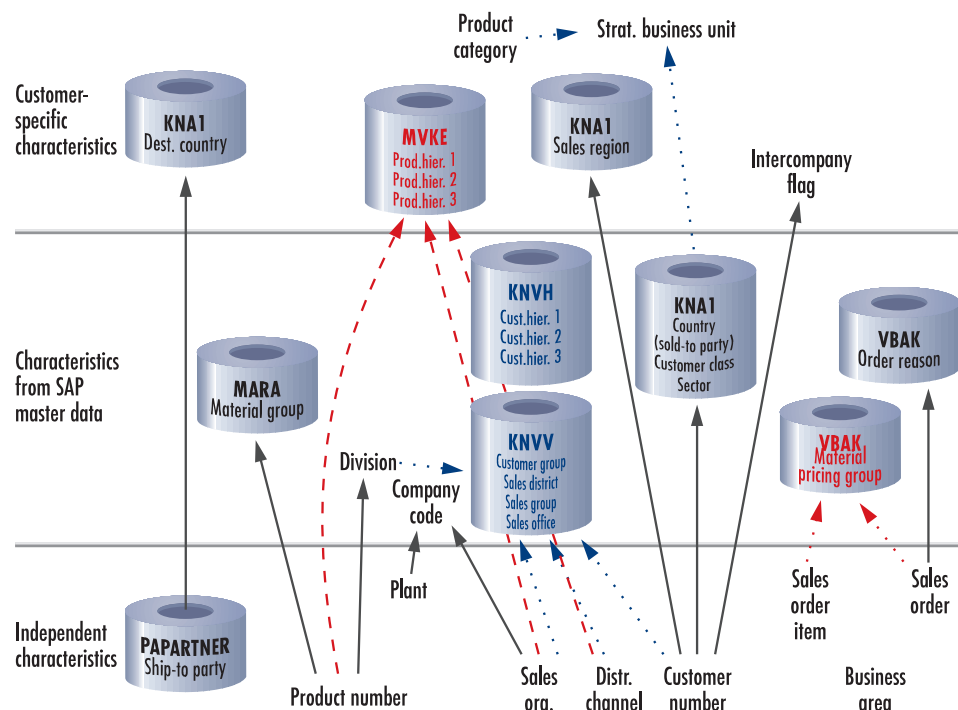 Product
category
Strat. business unit
Customer-
specific
characteristics
KNA1
Dest. country
MVKE
Prod.hier. 1
Prod.hier. 2
Prod.hier. 3
KNA1
Sales region
Intercompany
flag
Characteristics
from SAP
master data
MARA
Material group
KNVH
Cust.hier. 1
Cust.hier. 2
Cust.hier. 3
KNA1
Country
(sold-to party)
Customer class
Sector
VBAK
Order reason
Division
Company
code
KNVV
Customer group
Sales district
Sales group
Sales office
VBAK
Material
pricing group
Plant
Sales
order
item
Sales
order
Independent
characteristics
PAPARTNER
Ship-to party
Product number
Sales
org.
Distr.
channel
Customer
number
Business
area